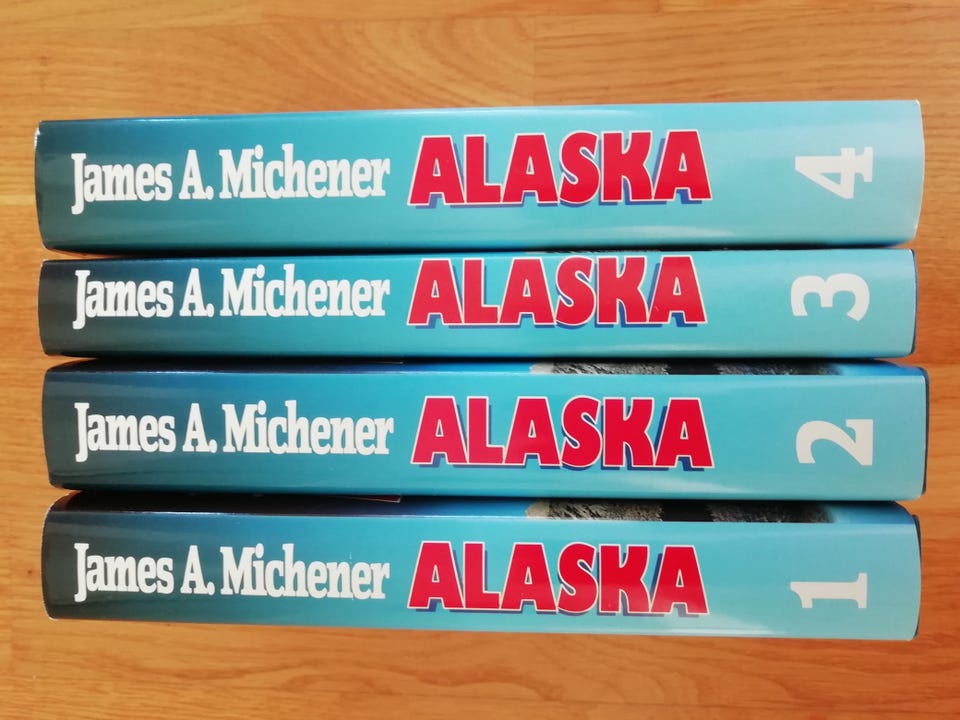 James A. Michener ALASKA 4
James A. Michener ALASKA 3
James A. Michener ALASKA 2
James A. Michener ALASKA 1